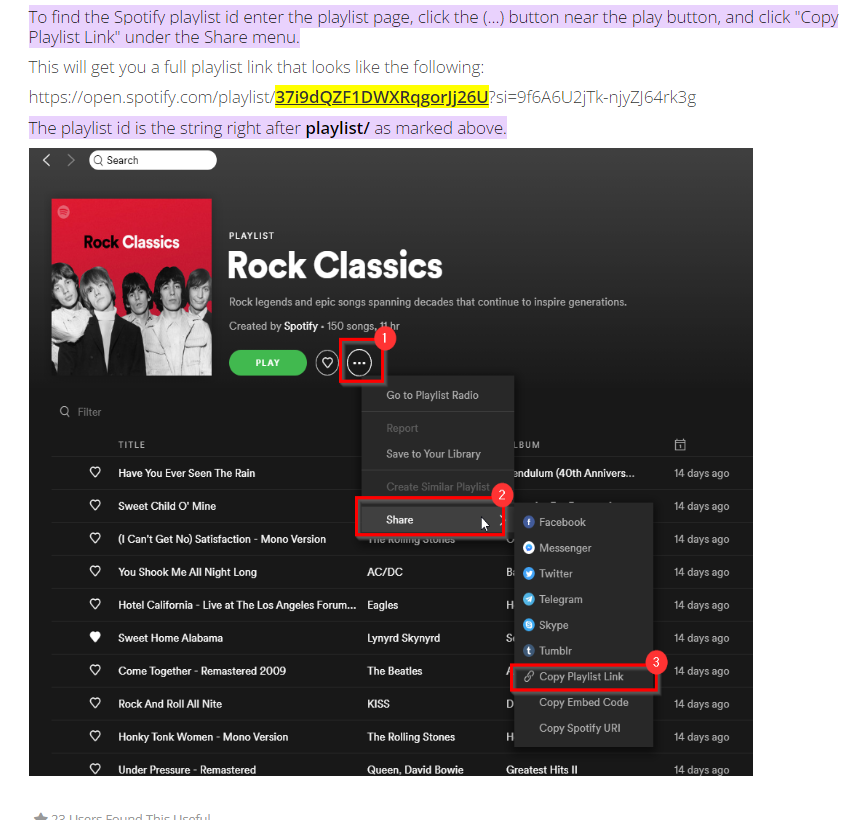 To find the Spotify playlist id enter the playlist page, click the (...) button near the play button, and click "Copy
Playlist Link" under the Share menu.
This will get you a full playlist link that looks like the following:
https://open.spotify.com/playlist/37i9dQZF1DWXRqgorJj26U?si=9f6A6U2jTk-njyZJ64rk3g
The playlist id is the string right after playlist/ as marked above.
Search
Rock Classics
PLAYLIST
Rock Classics
Rock legends and epic songs spanning decades that continue to inspire generations.
Created by Spotify • 150 songs, 11 hr
1
PLAY
Go to Playlist Radio
Filter
Report
TITLE
Save to Your Library
Have You Ever Seen The Rain
14 days ago
Create Similar Playlist
2
Sweet Child O' Mine
14 days ago
Share
Facebook
(I Can't Get No) Satisfaction - Mono Version
The Rolling Stones
14 days ago
Messenger
You Shook Me All Night Long
AC/DC
Twitter
14 days ago
Telegram
Hotel California - Live at The Los Angeles Forum...
Eagles
14 days ago
Skype
Sweet Home Alabama
Lynyrd Skynyrd
14 days ago
Tumblr
3
Come Together - Remastered 2009
The Beatles
14 days ago
Copy Playlist Link
Rock And Roll All Nite
KISS
Copy Embed Code
14 days ago
Copy Spotify URI
Honky Tonk Women - Mono Version
The Rolling Stones
14 days ago
Under Pressure - Remastered
Queen, David Bowie
Greatest Hits II
14 days ago
23 Users Found This Useful